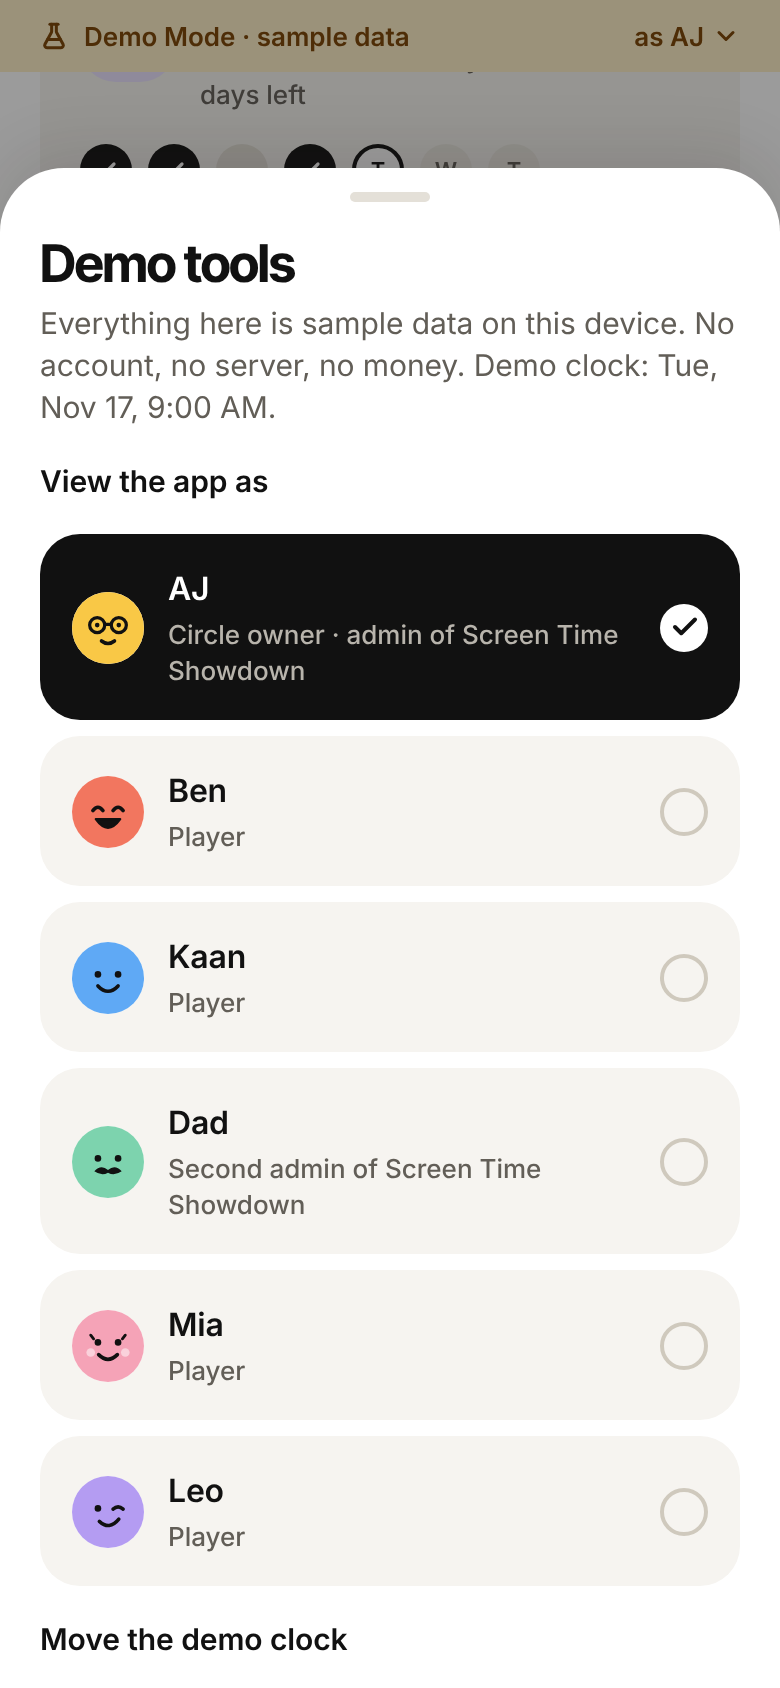 Demo Mode · sample data
as AJ
days left
T
W
T
Demo tools
Everything here is sample data on this device. No
account, no server, no money. Demo clock: Tue,
Nov 17, 9:00 AM.
View the app as
AJ
Circle owner · admin of Screen Time
Showdown
Ben
Player
Kaan
Player
Dad
Second admin of Screen Time
Showdown
Mia
Player
Leo
Player
Move the demo clock